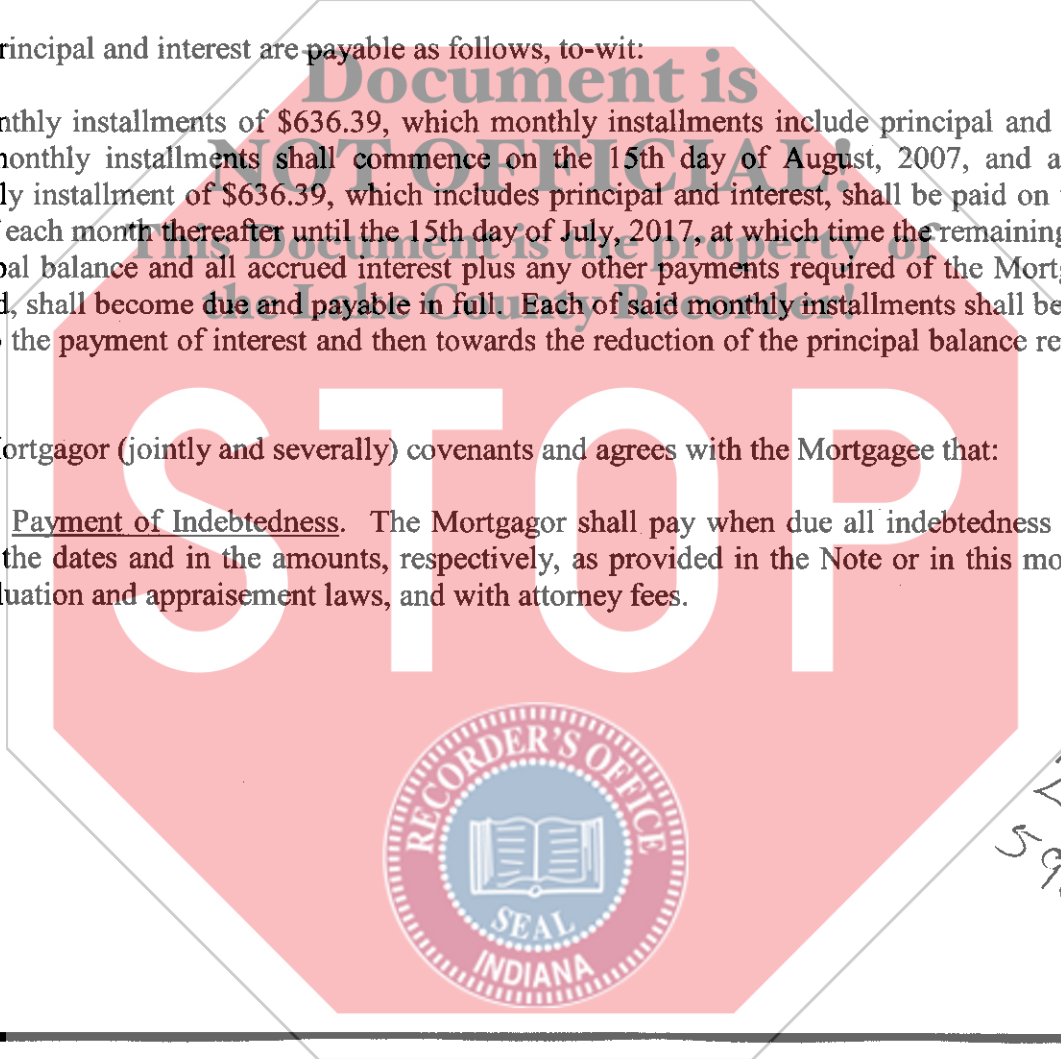 rincipal and interest are payable as follows, to-wit:
Document is
nthly installments of $636.39, which monthly installments include principal and
onthly installments shall commence on the 15th day of August, 2007, and a
NOT OFFICIAL!
ly installment of $636.39, which includes principal and interest, shall be paid on
each month thereafter until the 15th day of July, 2017, at which time the remaining
This Document is the property of
pal balance and all accrued interest plus any other payments required of the Mortg
the Lake County Recorder!
d, shall become due and payable in full. Each of said monthly installments shall be
the payment of interest and then towards the reduction of the principal balance re
STOP
ortgagor (jointly and severally) covenants and agrees with the Mortgagee that:
Payment of Indebtedness. The Mortgagor shall pay when due all indebtedness
the dates and in the amounts, respectively, as provided in the Note or in this mo
luation and appraisement laws, and with attorney fees.
RECORDER'S OFFICE
SEAL
INDIANA
59